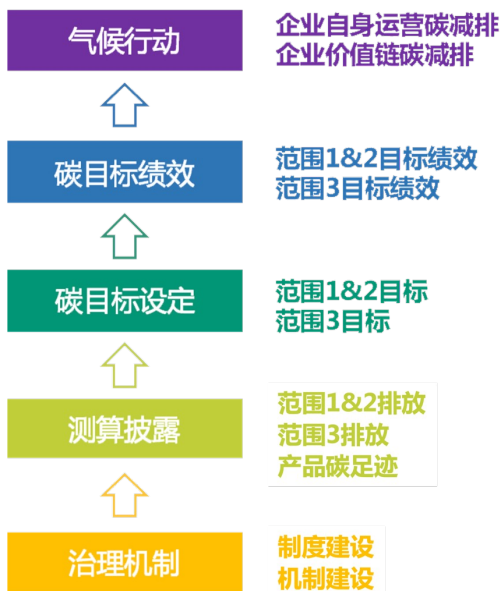 气候行动
企业自身运营碳减排
企业价值链碳减排
碳目标绩效
范围1&2目标绩效
范围3目标绩效
碳目标设定
范围1&2目标
范围3目标
测算披露
范围1&2排放
范围3排放
产品碳足迹
治理机制
制度建设
机制建设